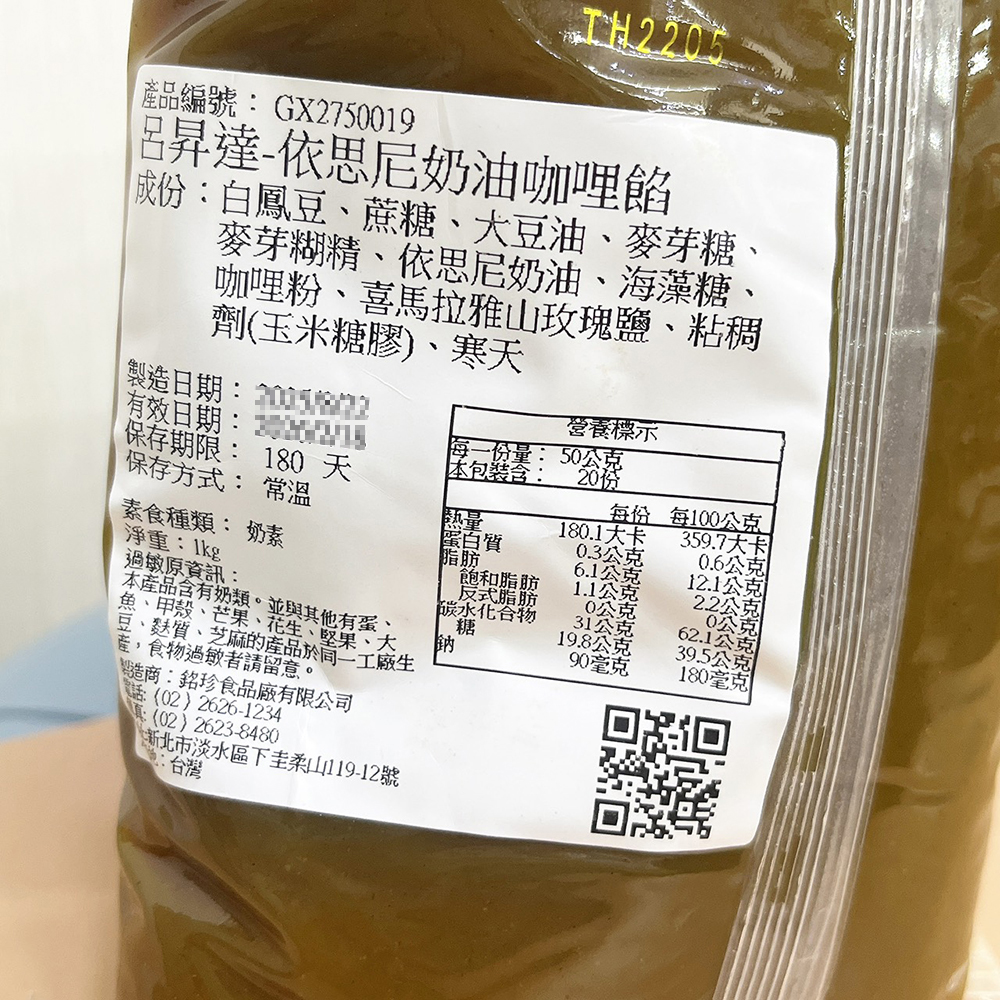 TH2205
產品編號：GX2750019
呂昇達-依思尼奶油咖哩餡
成份：白鳳豆、蔗糖、大豆油、麥芽糖、
麥芽糊精、依思尼奶油、海藻糖、
咖哩粉、喜馬拉雅山玫瑰鹽、粘稠
劑(玉米糖膠)、寒天
製造日期：
有效日期：
保存期限：180 天
保存方式：常溫
素食種類：奶素
淨重：1kg
過敏原資訊：
本產品含有奶類。並與其他有蛋、
魚、甲殼、芒果、花生、堅果、大
豆、麩質、芝麻的產品於同一工廠生
產，食物過敏者請留意。
製造商：銘珍食品廠有限公司
電話:（02）2626-1234
真:（02）2623-8480
新北市淡水區下圭柔山119-12號
：台灣
營養標示
每一份量：50公克
本包裝含：20份
每份 每100公克
熱量 180.1大卡 359.7大卡
蛋白質 0.3公克 0.6公克
脂肪 6.1公克 12.1公克
飽和脂肪 1.1公克 2.2公克
反式脂肪 0公克 0公克
碳水化合物 31公克 62.1公克
糖 19.8公克 39.5公克
鈉 90毫克 180毫克